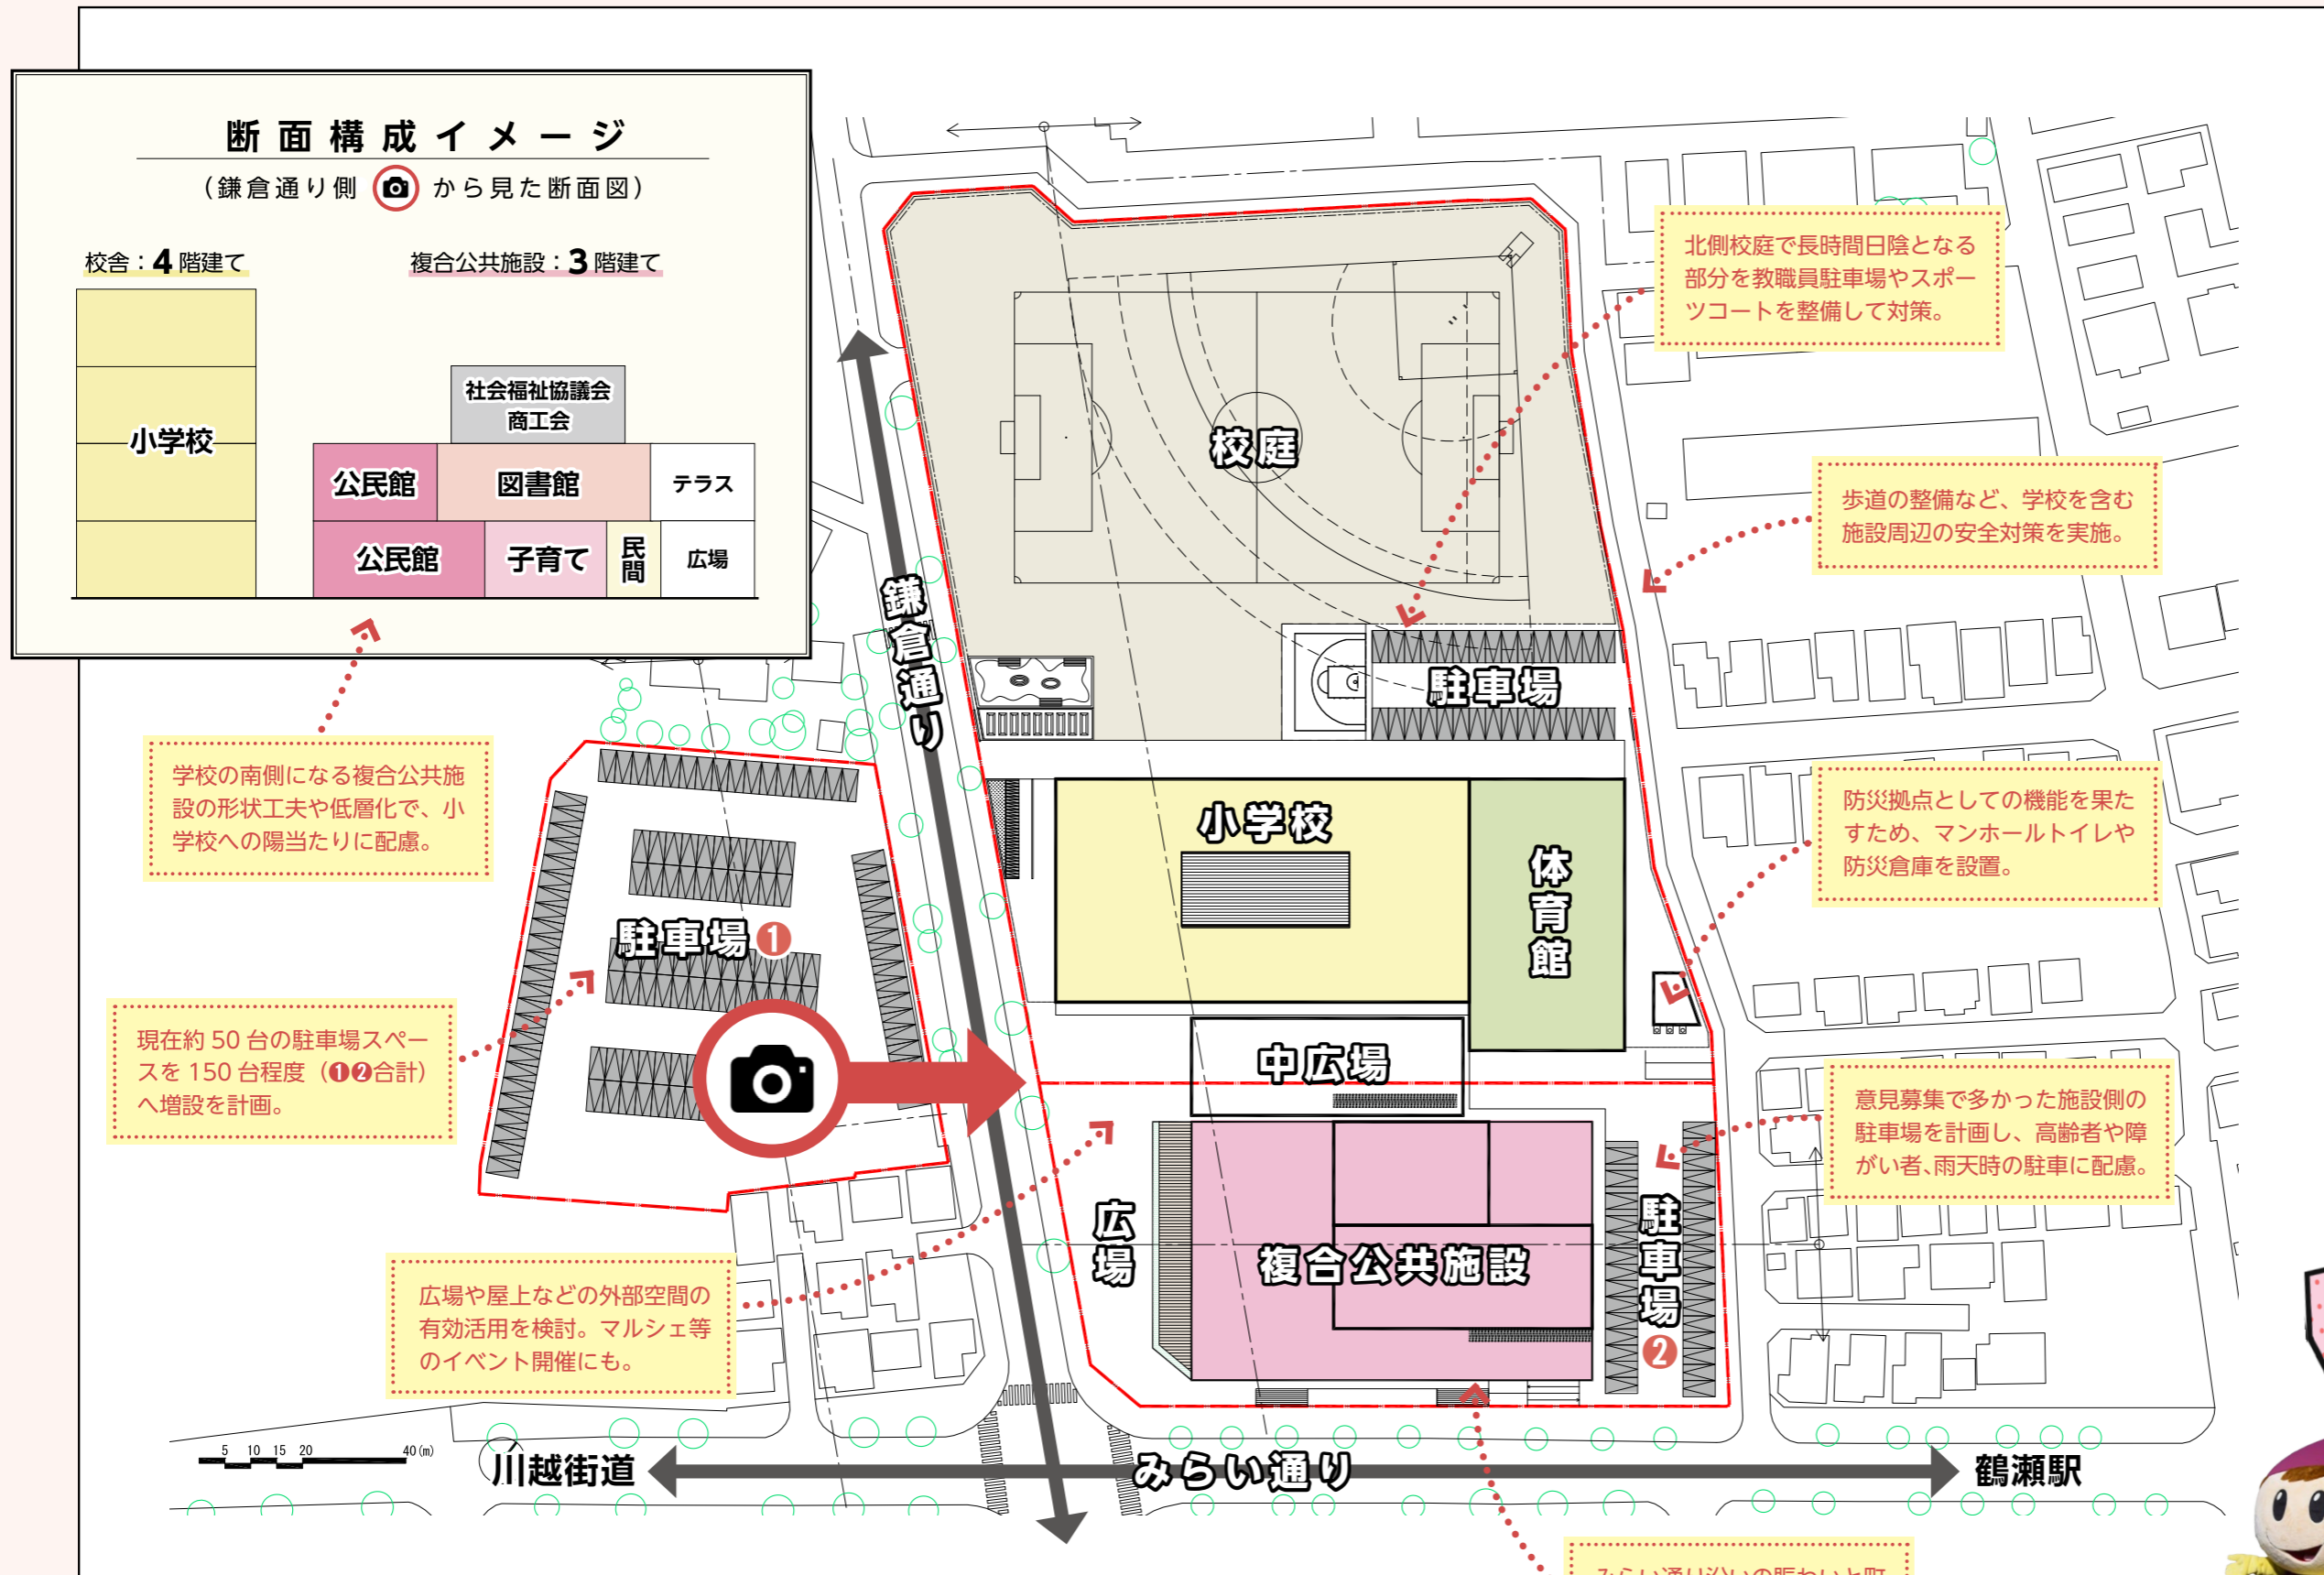 断面構成イメージ
（鎌倉通り側 から見た断面図）
校舎：4階建て
複合公共施設：3階建て
社会福祉協議会
商工会
小学校
公民館
図書館
テラス
公民館
子育て
民間
広場
北側校庭で長時間日陰となる
部分を教職員駐車場やスポー
ツコートを整備して対策。
校庭
歩道の整備など、学校を含む
施設周辺の安全対策を実施。
鎌倉通り
駐車場
学校の南側になる複合公共施
設の形状工夫や低層化で、小
学校への陽当たりに配慮。
小学校
体育館
防災拠点としての機能を果た
すため、マンホールトイレや
防災倉庫を設置。
駐車場❶
現在約50台の駐車場スペー
スを150台程度（❶❷合計）
へ増設を計画。
中広場
意見募集で多かった施設側の
駐車場を計画し、高齢者や障
がい者、雨天時の駐車に配慮。
広場
複合公共施設
駐車場❷
広場や屋上などの外部空間の
有効活用を検討。マルシェ等
のイベント開催にも。
5 10 15 20 40(m)
川越街道
みらい通り
鶴瀬駅
みらい通り沿いの賑わいと町